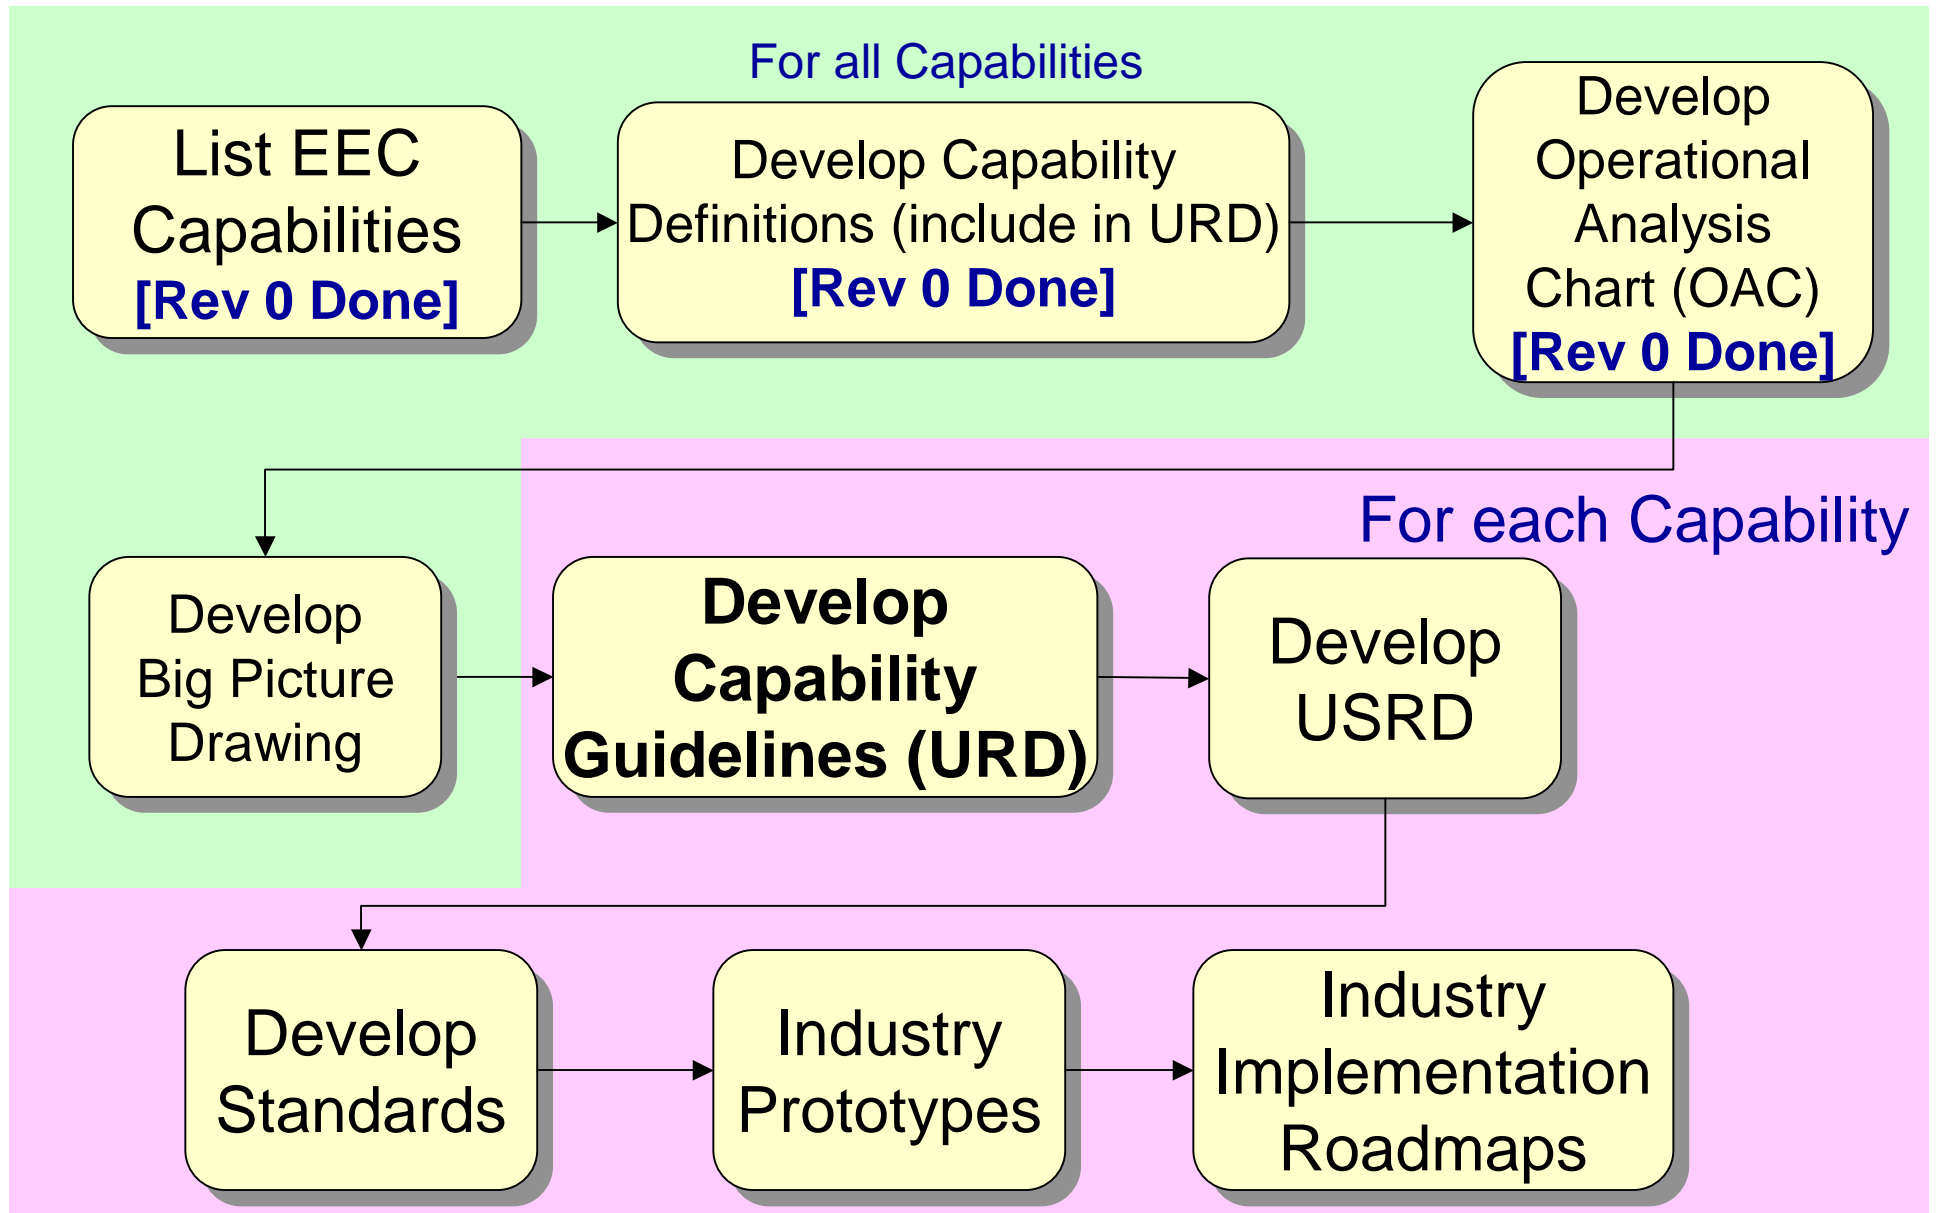 For all Capabilities
List EEC
Capabilities
[Rev 0 Done]
Develop Capability
Definitions (include in URD)
[Rev 0 Done]
Develop
Operational
Analysis
Chart (OAC)
[Rev 0 Done]
For each Capability
Develop
Big Picture
Drawing
Develop
Capability
Guidelines (URD)
Develop
USRD
Develop
Standards
Industry
Prototypes
Industry
Implementation
Roadmaps